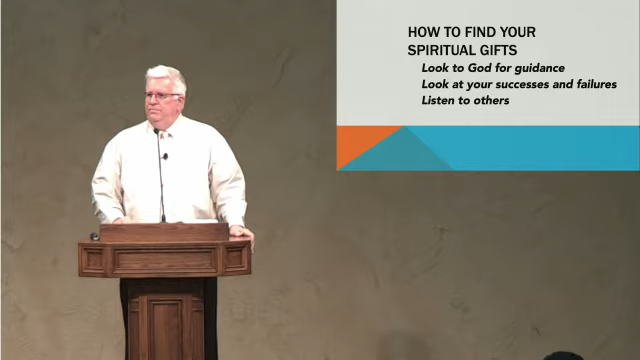 HOW TO FIND YOUR
SPIRITUAL GIFTS
Look to God for guidance
Look at your successes and failures
Listen to others